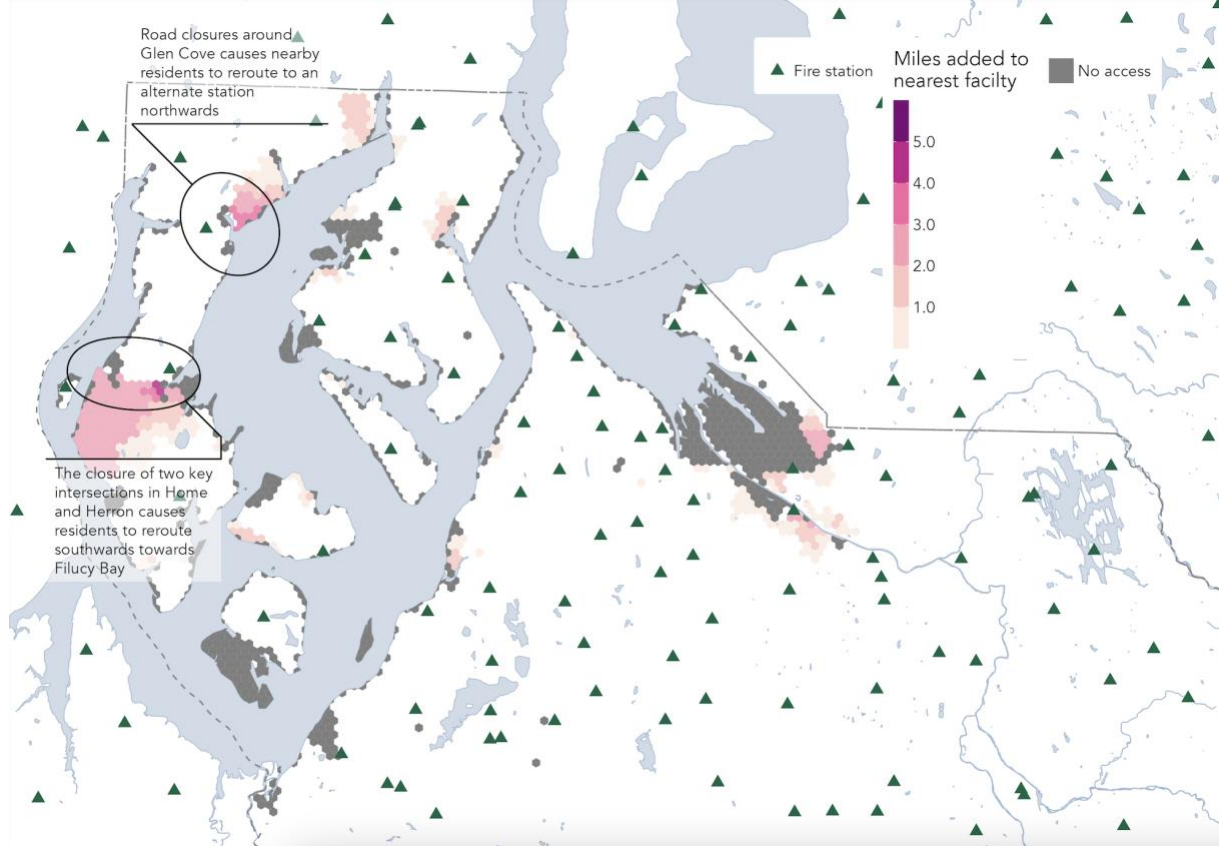 Road closures around
Glen Cove causes nearby
residents to reroute to an
alternate station
northwards
Fire station
Miles added to
nearest facilty
No access
5.0
4.0
3.0
2.0
1.0
The closure of two key
intersections in Home
and Herron causes
residents to reroute
southwards towards
Filucy Bay